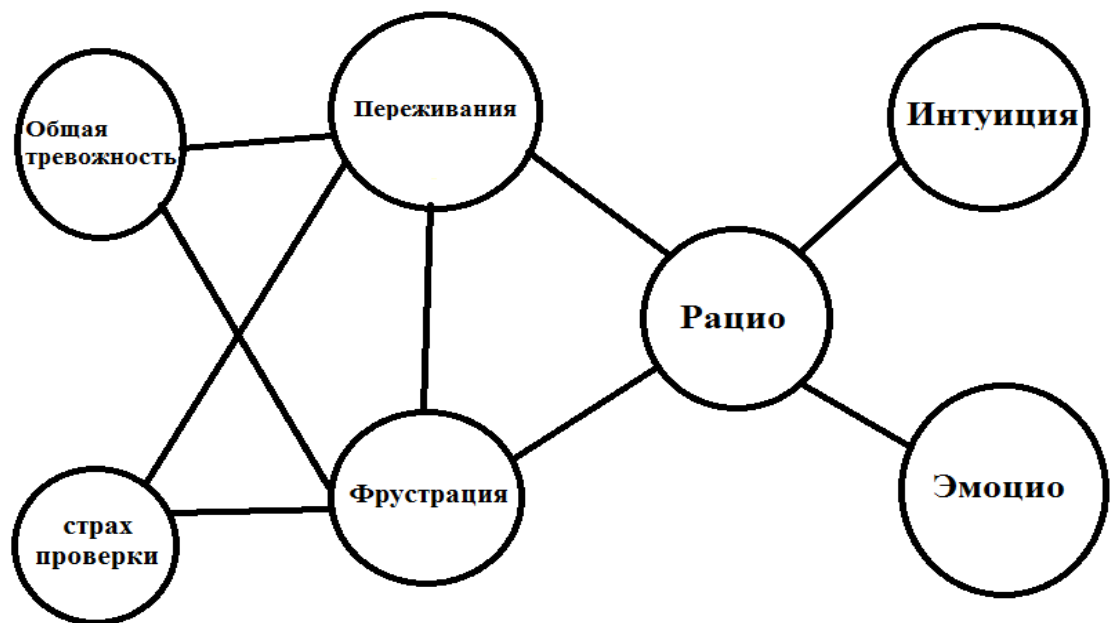 Общая
тревожность
Переживания
Интуиция
Рацио
страх
проверки
Фрустрация
Эмоцио